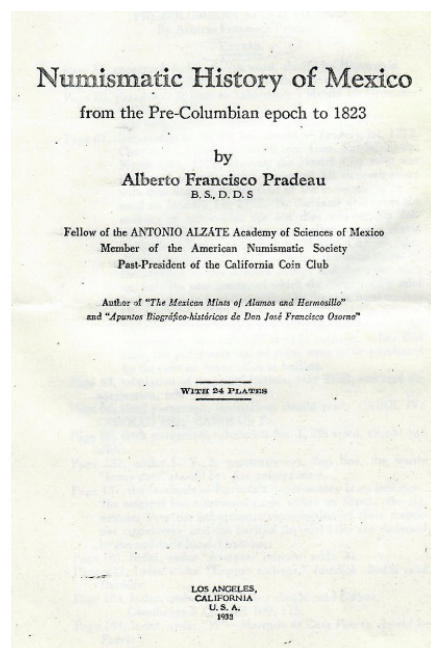 Numismatic History of Mexico
from the Pre-Columbian epoch to 1823
by
Alberto Francisco Pradeau
B. S., D. D. S
Fellow of the ANTONIO ALZÁTE Academy of Sciences of Mexico
Member of the American Numismatic Society
Past-President of the California Coin Club
Author of "The Mexican Mints of Alamos and Hermosillo"
and "Apuntos Biográfico-históricos de Don José Francisco Osorno"
WITH 24 PLATES
LOS ANGELES,
CALIFORNIA
U. S. A.